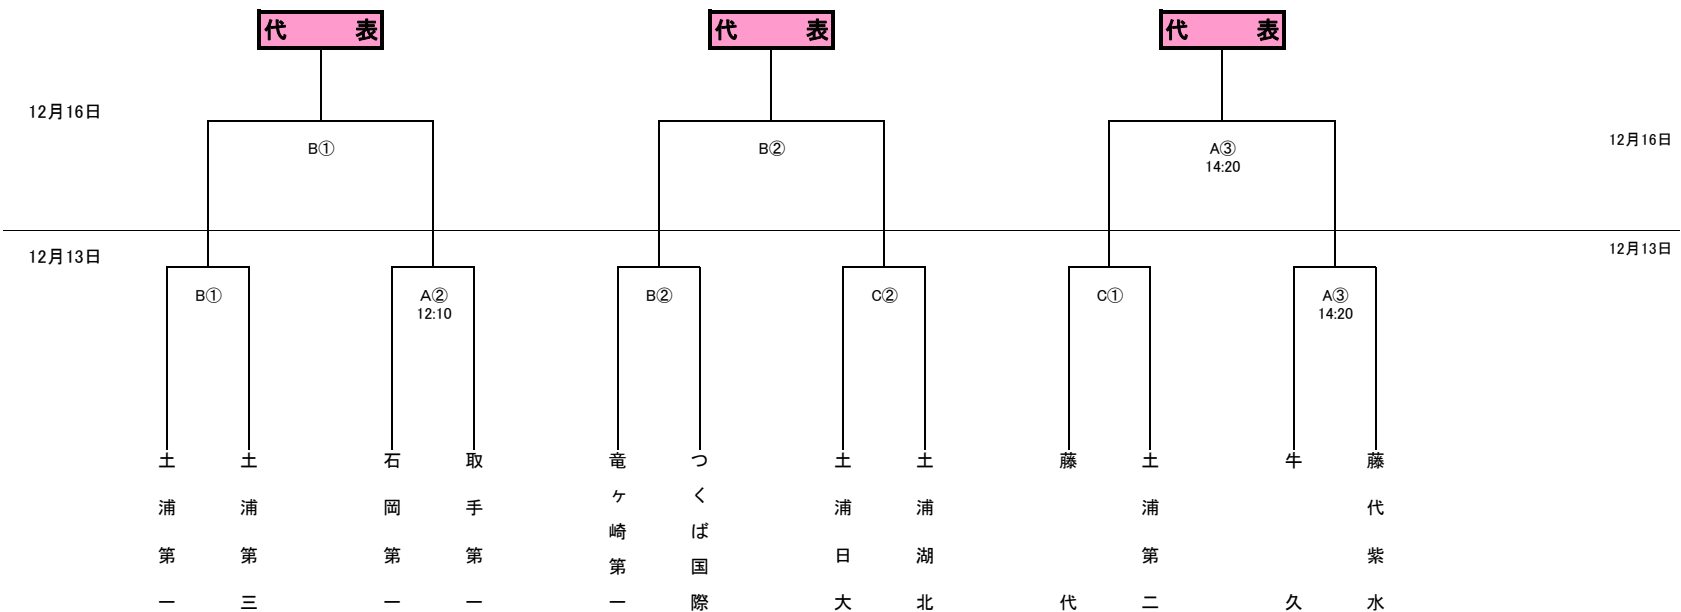 代　表
代　表
代　表
12月16日
B①
B②
A③
14:20
12月16日
12月13日
12月13日
B①
A②
12:10
B②
C②
C①
A③
14:20
土浦第一
土浦第三
石岡第一
取手第一
竜ヶ崎第一
つくば国際
土浦日大
土浦湖北
藤代
土浦第二
牛久
藤代紫水